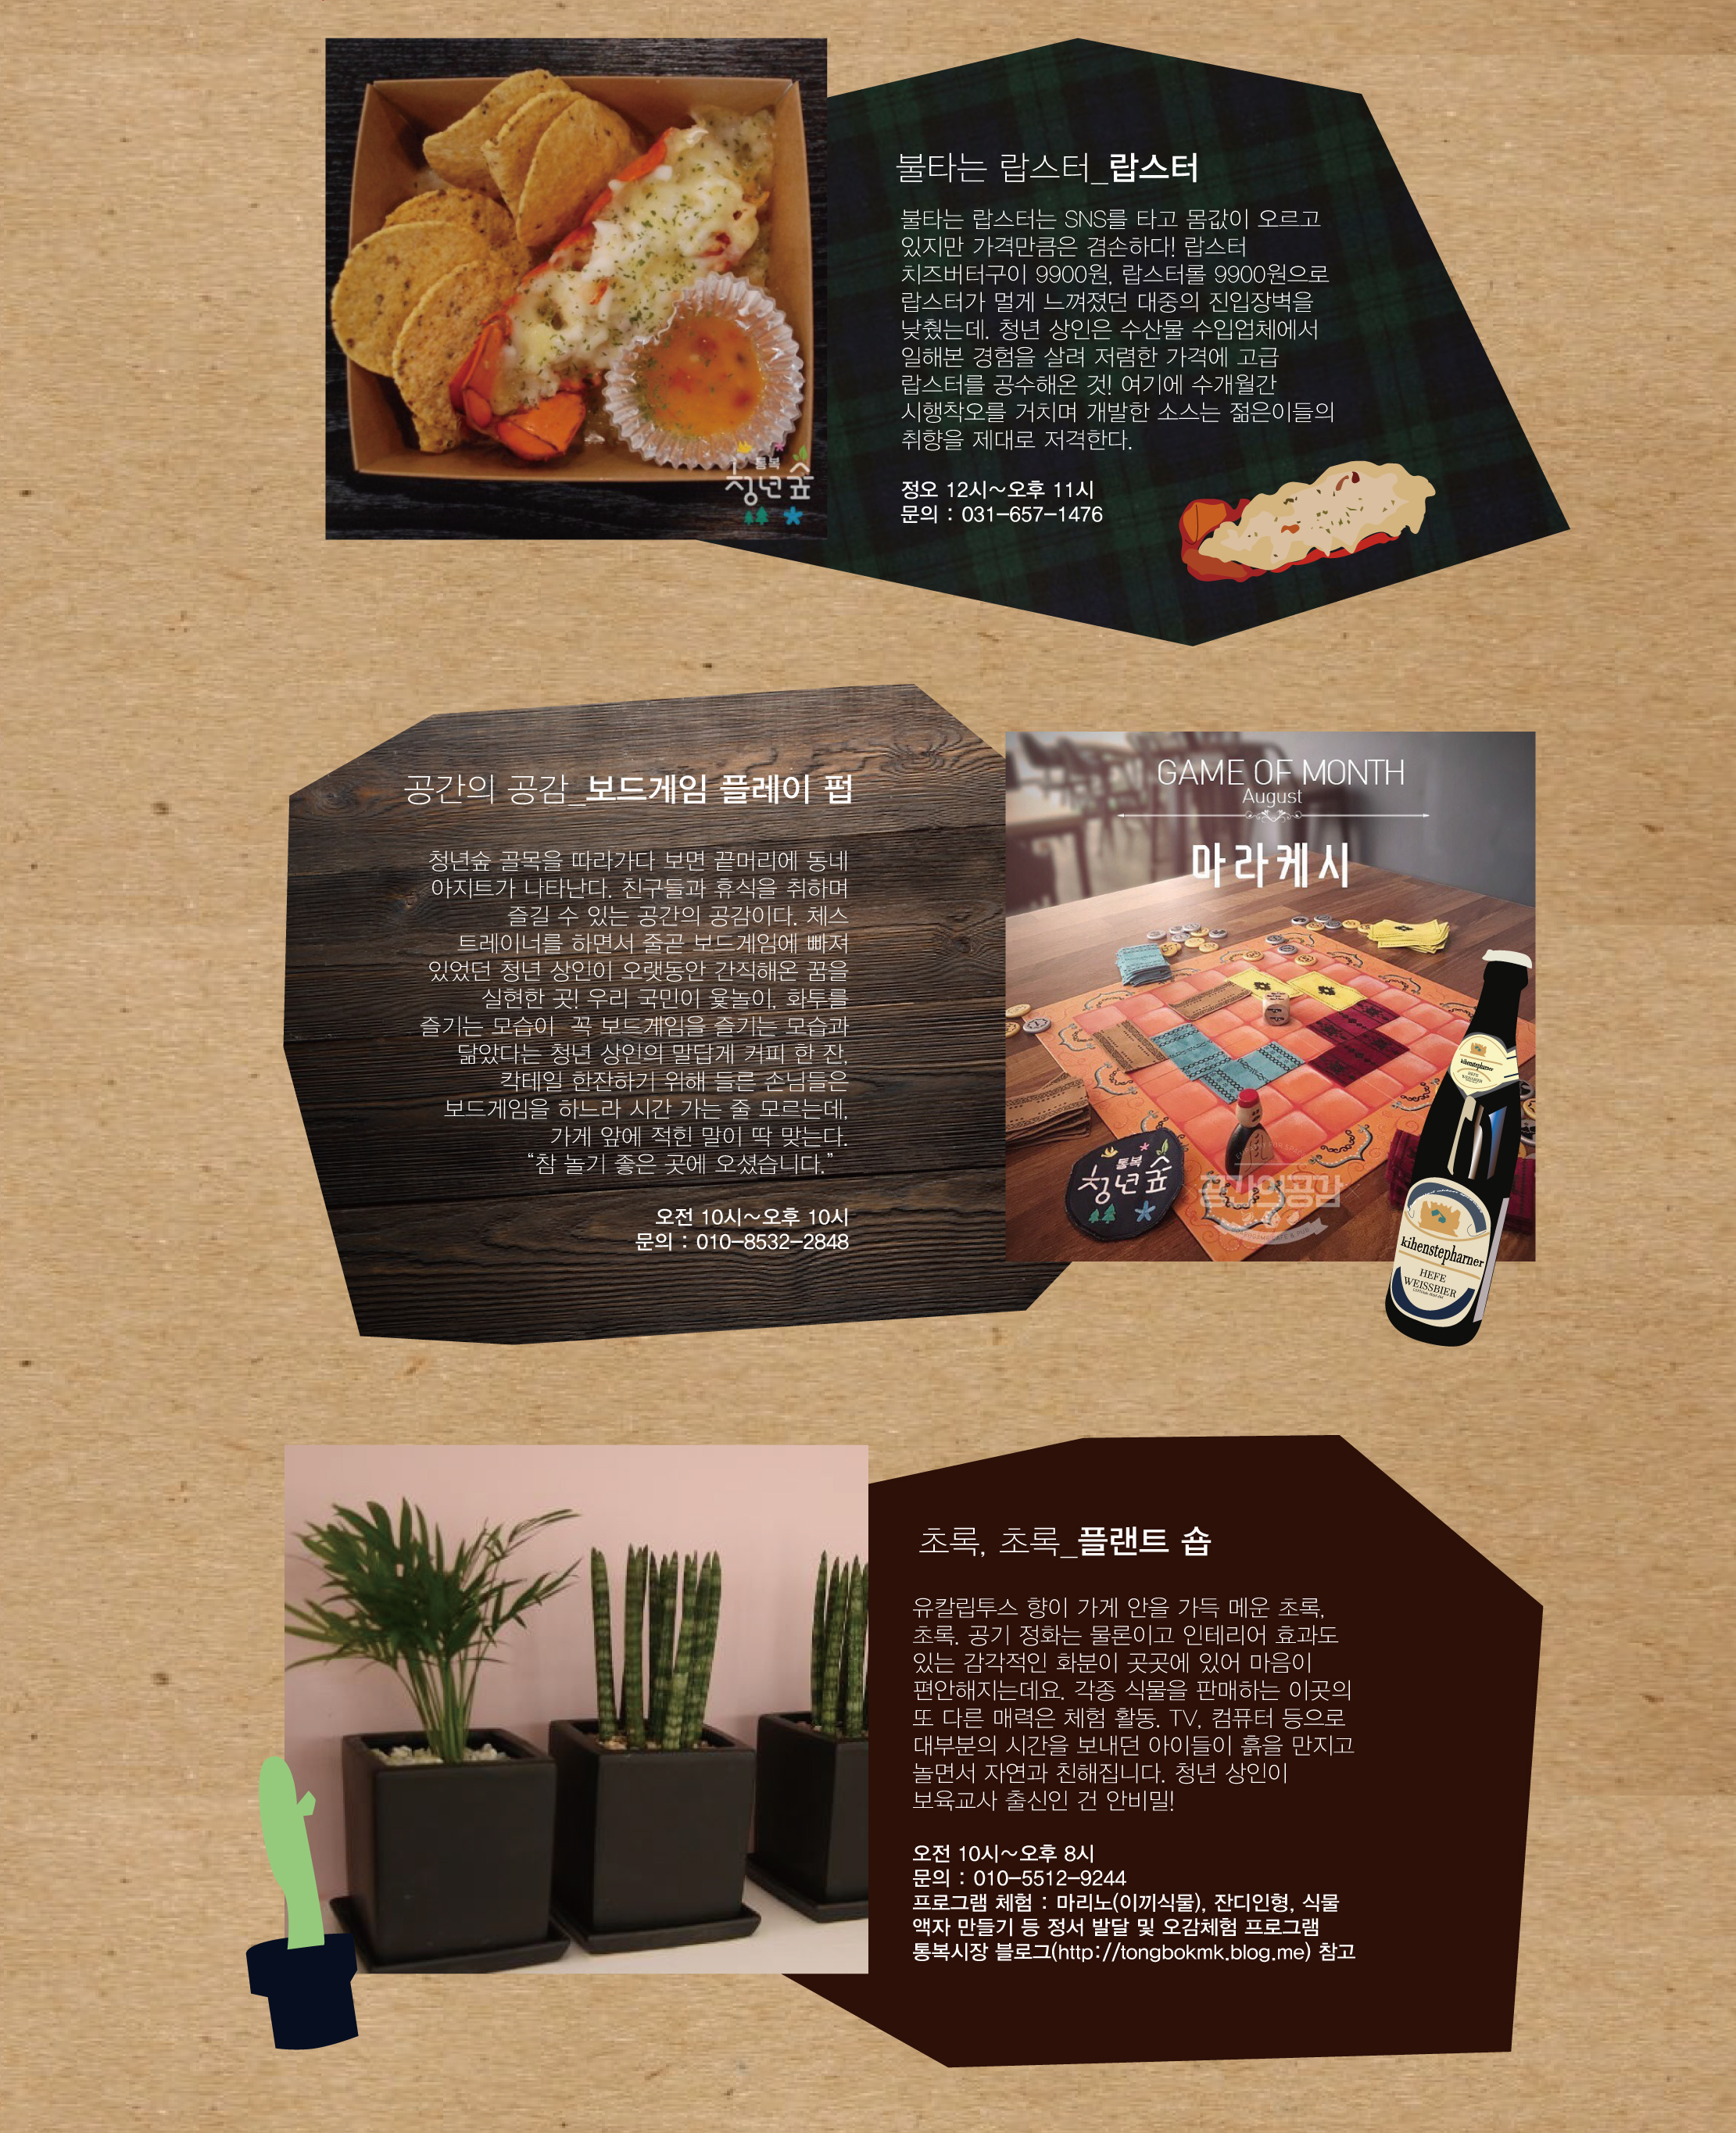 불타는 랍스터_랍스터
불타는 랍스터는 SNS를 타고 몸값이 오르고
있지만 가격만큼은 겸손하다! 랍스터
치즈버터구이 9900원, 랍스터롤 9900원으로
랍스터가 멀게 느껴졌던 대중의 진입장벽을
낮췄는데. 청년 상인은 수산물 수입업체에서
일해본 경험을 살려 저렴한 가격에 고급
랍스터를 공수해온 것! 여기에 수개월간
시행착오를 거치며 개발한 소스는 젊은이들의
취향을 제대로 저격한다.
정오 12시~오후 11시
문의 : 031-657-1476
통복
청년숲
공간의 공감_보드게임 플레이 펍
청년숲 골목을 따라가다 보면 끝머리에 동네
아지트가 나타난다. 친구들과 휴식을 취하며
즐길 수 있는 공간의 공감이다. 체스
트레이너를 하면서 줄곧 보드게임에 빠져
있었던 청년 상인이 오랫동안 간직해온 꿈을
실현한 곳! 우리 국민이 윷놀이, 화투를
즐기는 모습이 꼭 보드게임을 즐기는 모습과
닮았다는 청년 상인의 말답게 커피 한 잔,
칵테일 한잔하기 위해 들른 손님들은
보드게임을 하느라 시간 가는 줄 모르는데,
가게 앞에 적힌 말이 딱 맞는다.
“참 놀기 좋은 곳에 오셨습니다.”
오전 10시~오후 10시
문의 : 010-8532-2848
GAME OF MONTH
August
마라케시
통복
청년숲
공간의공감
kihenstepharner
HEFE
WEISSBIER
초록, 초록_플랜트 숍
유칼립투스 향이 가게 안을 가득 메운 초록,
초록. 공기 정화는 물론이고 인테리어 효과도
있는 감각적인 화분이 곳곳에 있어 마음이
편안해지는데요. 각종 식물을 판매하는 이곳의
또 다른 매력은 체험 활동. TV, 컴퓨터 등으로
대부분의 시간을 보내던 아이들이 흙을 만지고
놀면서 자연과 친해집니다. 청년 상인이
보육교사 출신인 건 안비밀!
오전 10시~오후 8시
문의 : 010-5512-9244
프로그램 체험 : 마리노(이끼식물), 잔디인형, 식물
액자 만들기 등 정서 발달 및 오감체험 프로그램
통복시장 블로그(http://tongbokmk.blog.me) 참고